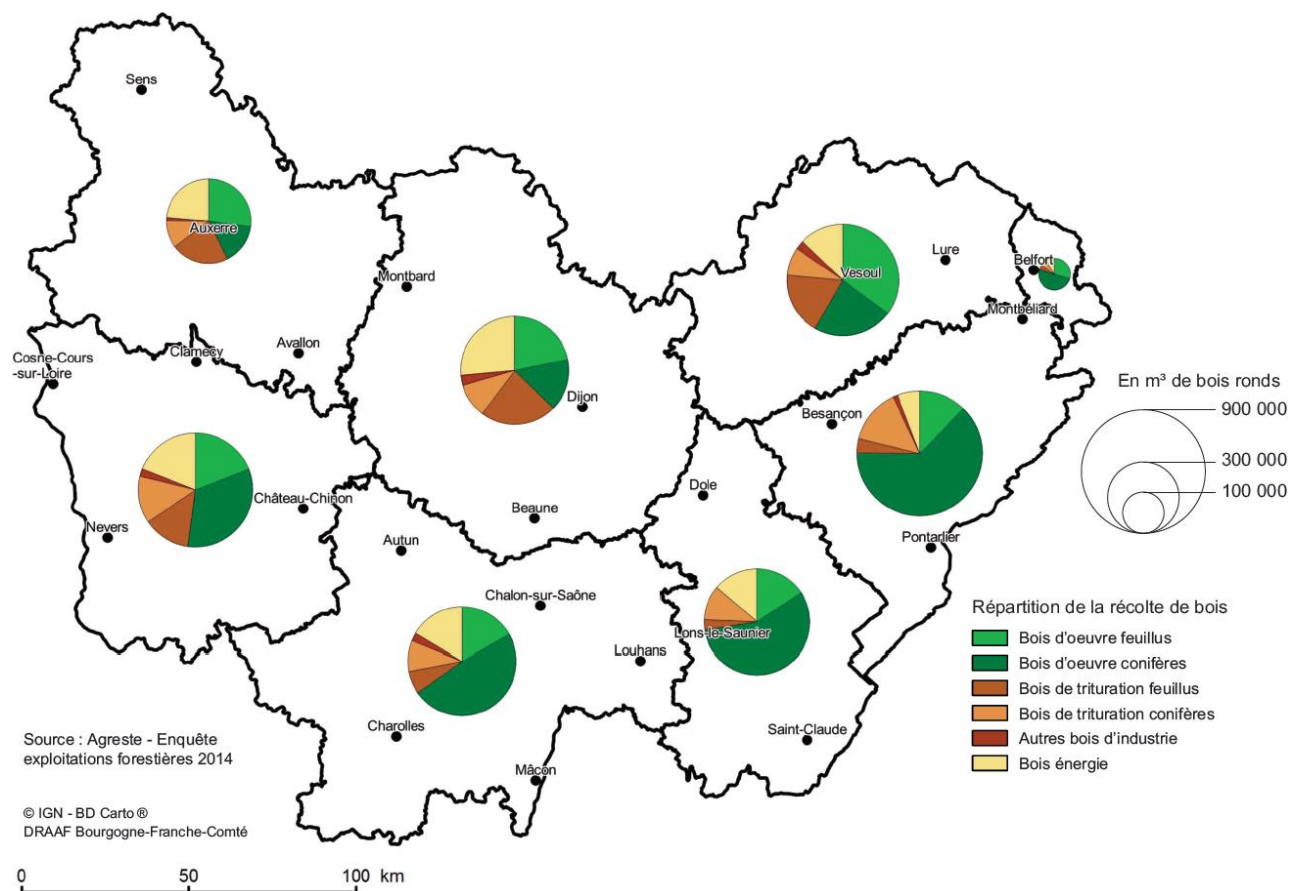 Sens
Auxerre
Montbard
Avallon
Clamecy
Cosne-Cours
-sur-Loire
Nevers
Château-Chinon
Dijon
Beaune
Autun
Chalon-sur-Saône
Louhans
Charolles
Mâcon
Vesoul
Lure
Belfort
Montbéliard
Besançon
Dole
Pontarlier
Lons-le-Saunier
Saint-Claude
En m³ de bois ronds
900 000
300 000
100 000
Répartition de la récolte de bois
Bois d'oeuvre feuillus
Bois d'oeuvre conifères
Bois de trituration feuillus
Bois de trituration conifères
Autres bois d'industrie
Bois énergie
Source : Agreste - Enquête
exploitations forestières 2014
© IGN - BD Carto ®
DRAAF Bourgogne-Franche-Comté
0 50 100 km